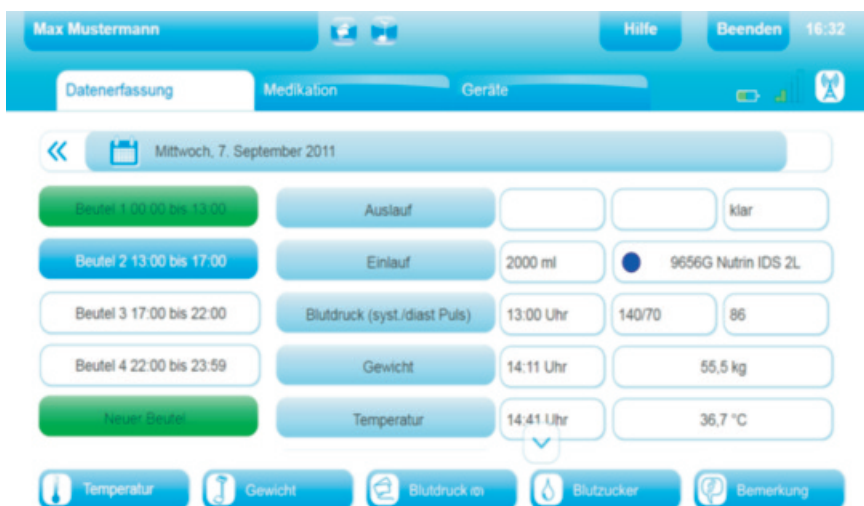 Max Mustermann Hilfe Beenden 16:32
Datenerfassung Medikation Geräte
Mittwoch, 7. September 2011
Beutel 1 00:00 bis 13:00 Auslauf klar
Beutel 2 13:00 bis 17:00 Einlauf 2000 ml 9656G Nutrin IDS 2L
Beutel 3 17:00 bis 22:00 Blutdruck (syst./diast Puls) 13:00 Uhr 140/70 86
Beutel 4 22:00 bis 23:59 Gewicht 14:11 Uhr 55,5 kg
Neuer Beutel Temperatur 14:41 Uhr 36,7 °C
Temperatur Gewicht Blutdruck Blutzucker Bemerkung